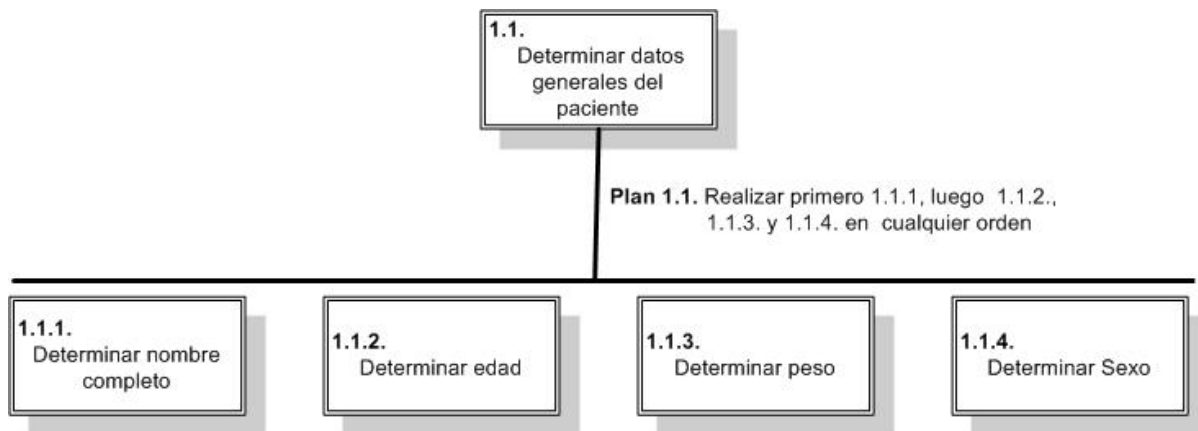 1.1.
Determinar datos
generales del
paciente
Plan 1.1. Realizar primero 1.1.1, luego 1.1.2.,
1.1.3. y 1.1.4. en cualquier orden
1.1.1.
Determinar nombre
completo
1.1.2.
Determinar edad
1.1.3.
Determinar peso
1.1.4.
Determinar Sexo